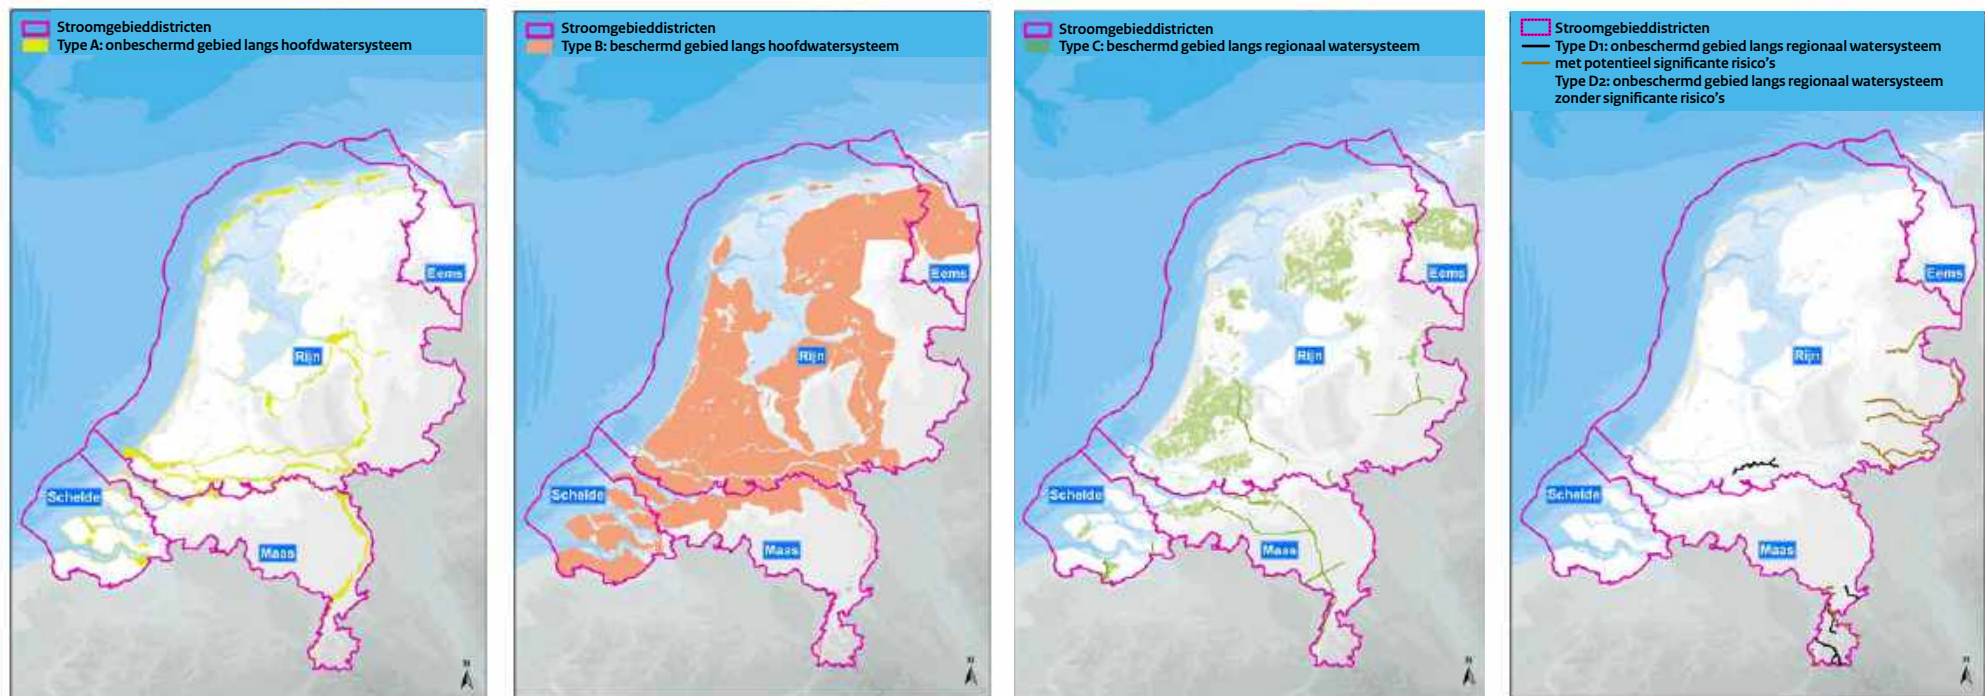 Stroomgebieddistricten
Type A: onbeschermd gebied langs hoofdwatersysteem
Eems
Rijn
Schelde
Maas
N
Stroomgebieddistricten
Type B: beschermd gebied langs hoofdwatersysteem
Eems
Rijn
Schelde
Maas
N
Stroomgebieddistricten
Type C: beschermd gebied langs regionaal watersysteem
Eems
Rijn
Schelde
Maas
N
Stroomgebieddistricten
Type D1: onbeschermd gebied langs regionaal watersysteem
met potentieel significante risico's
Type D2: onbeschermd gebied langs regionaal watersysteem
zonder significante risico's
Eems
Rijn
Schelde
Maas
N